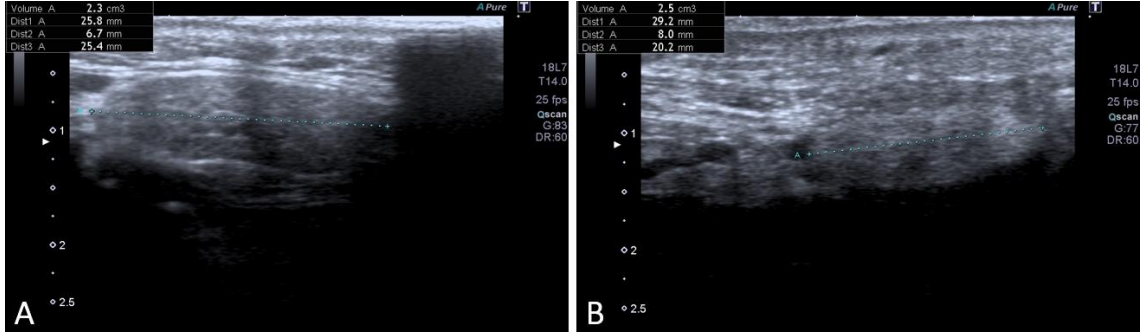 Volume A 2.3 cm3
Dist1 A 25.8 mm
Dist2 A 6.7 mm
Dist3 A 25.4 mm
A Pure T
18L7
T14.0
25 fps
Qscan
G:83
DR:60
1
2
2.5
A
Volume A 2.5 cm3
Dist1 A 29.2 mm
Dist2 A 8.0 mm
Dist3 A 20.2 mm
A Pure T
18L7
T14.0
25 fps
Qscan
G:77
DR:60
1
A
2
2.5
B